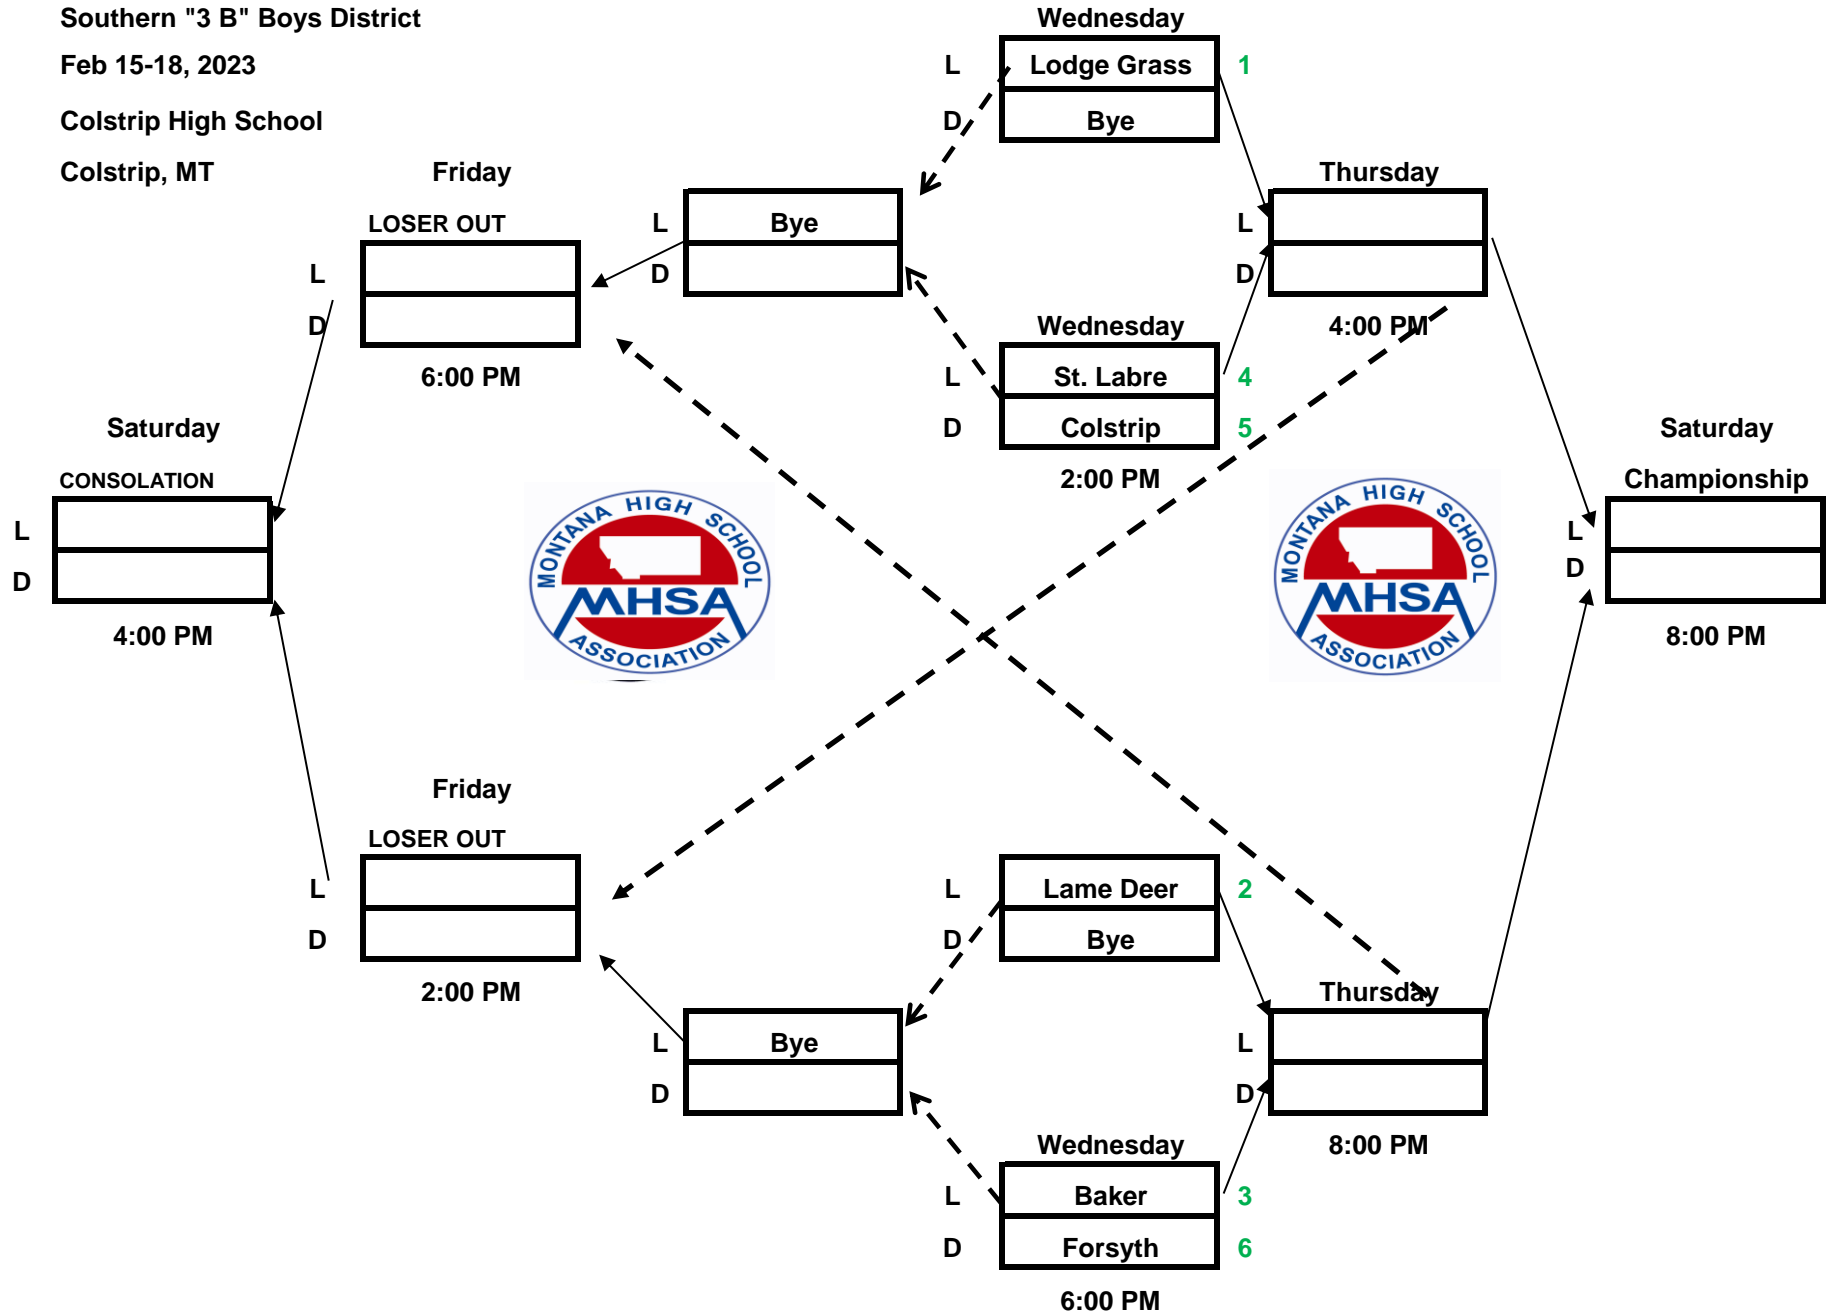 Southern "3 B" Boys District
Feb 15-18, 2023
Colstrip High School
Colstrip, MT
Wednesday
L Lodge Grass 1
D Bye
Friday
LOSER OUT
L
D
6:00 PM
L Bye
D
Thursday
L
D
4:00 PM
Wednesday
L St. Labre 4
D Colstrip 5
2:00 PM
Saturday
CONSOLATION
L
D
4:00 PM
MONTANA HIGH SCHOOL
MHSA
ASSOCIATION
MONTANA HIGH SCHOOL
MHSA
ASSOCIATION
Saturday
Championship
L
D
8:00 PM
Friday
LOSER OUT
L
D
2:00 PM
L Lame Deer 2
D Bye
L Bye
D
Thursday
L
D
8:00 PM
Wednesday
L Baker 3
D Forsyth 6
6:00 PM